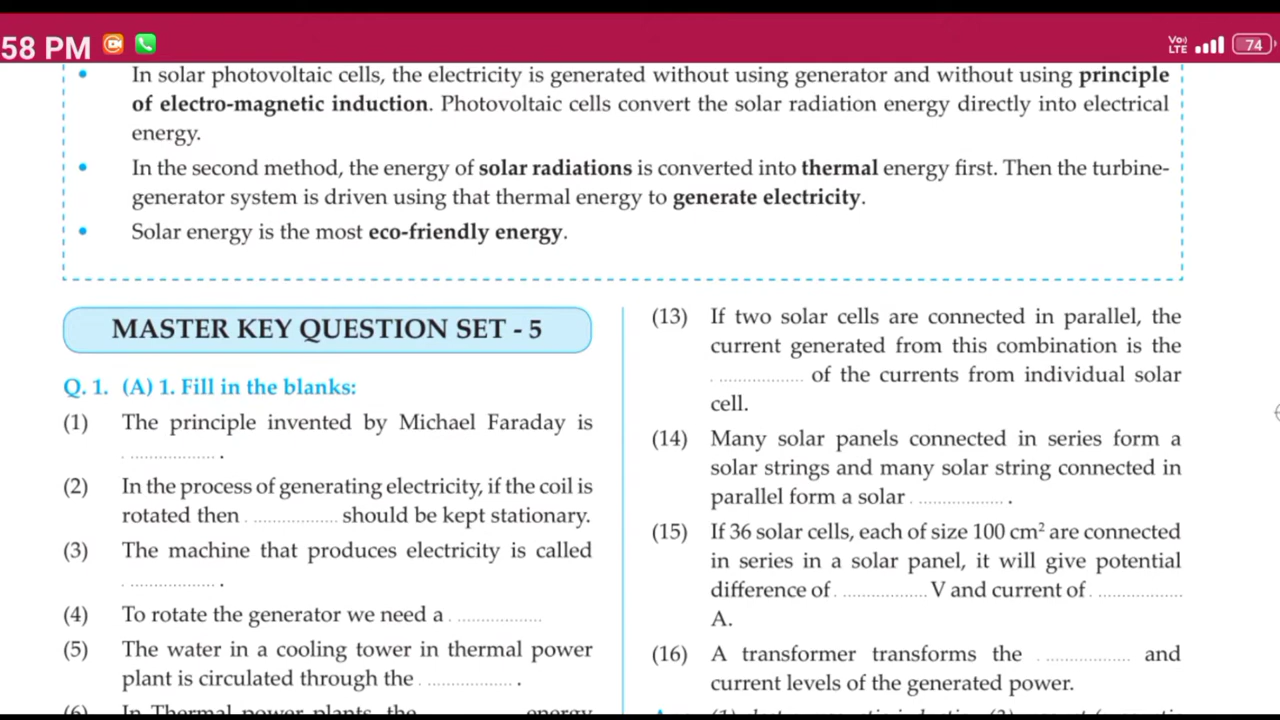 58 PM
Vo)
LTE
74
In solar photovoltaic cells, the electricity is generated without using generator and without using principle
of electro-magnetic induction. Photovoltaic cells convert the solar radiation energy directly into electrical
energy.
In the second method, the energy of solar radiations is converted into thermal energy first. Then the turbine-
generator system is driven using that thermal energy to generate electricity.
Solar energy is the most eco-friendly energy.
MASTER KEY QUESTION SET - 5
Q. 1. (A) 1. Fill in the blanks:
(1) The principle invented by Michael Faraday is
. ................. .
(2) In the process of generating electricity, if the coil is
rotated then . ................. should be kept stationary.
(3) The machine that produces electricity is called
. ................. .
(4) To rotate the generator we need a . .................
(5) The water in a cooling tower in thermal power
plant is circulated through the . ................. .
(6) In Thermal power plants, the energy
(13) If two solar cells are connected in parallel, the
current generated from this combination is the
. ................. of the currents from individual solar
cell.
(14) Many solar panels connected in series form a
solar strings and many solar string connected in
parallel form a solar . ................. .
(15) If 36 solar cells, each of size 100 cm² are connected
in series in a solar panel, it will give potential
difference of . ................. V and current of . .................
A.
(16) A transformer transforms the . ................. and
current levels of the generated power.